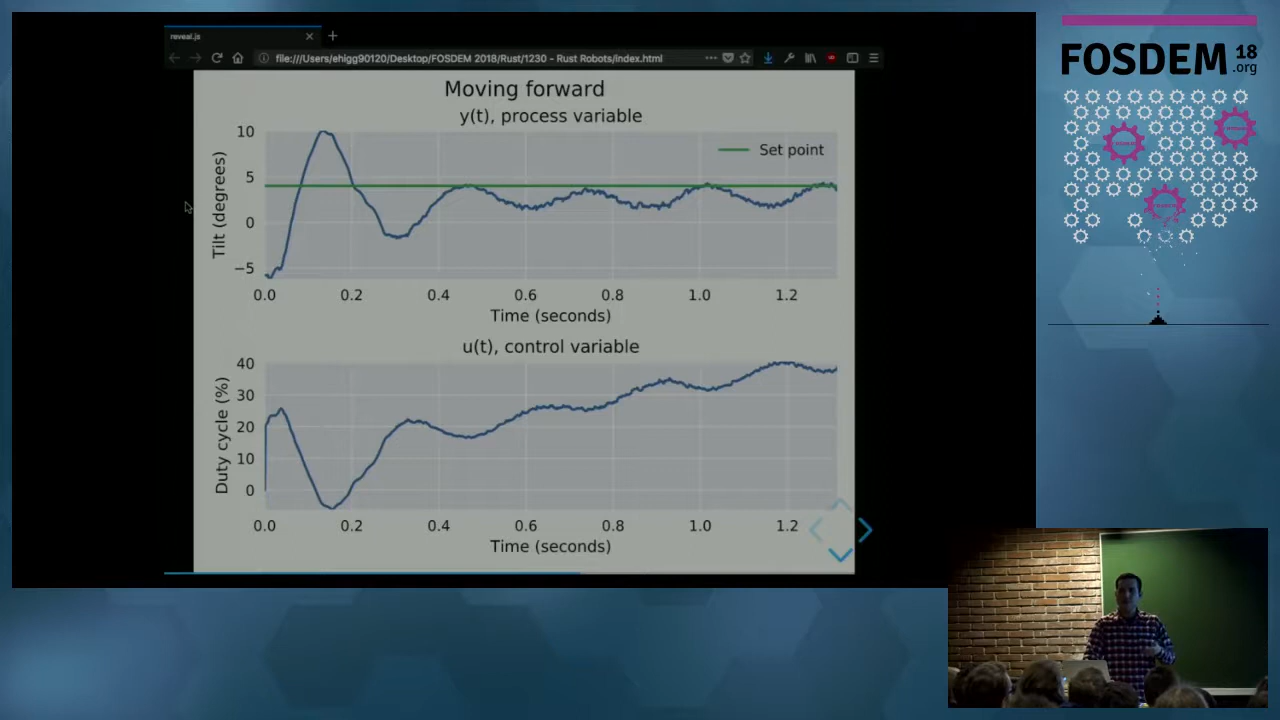 reveal.js
file:///Users/ehigg90120/Desktop/FOSDEM 2018/Rust/1230 - Rust Robots/index.html
FOSDEM 18
.org
Moving forward
y(t), process variable
10
5
0
−5
Tilt (degrees)
Set point
0.0 0.2 0.4 0.6 0.8 1.0 1.2
Time (seconds)
u(t), control variable
40
30
20
10
0
Duty cycle (%)
0.0 0.2 0.4 0.6 0.8 1.0 1.2
Time (seconds)